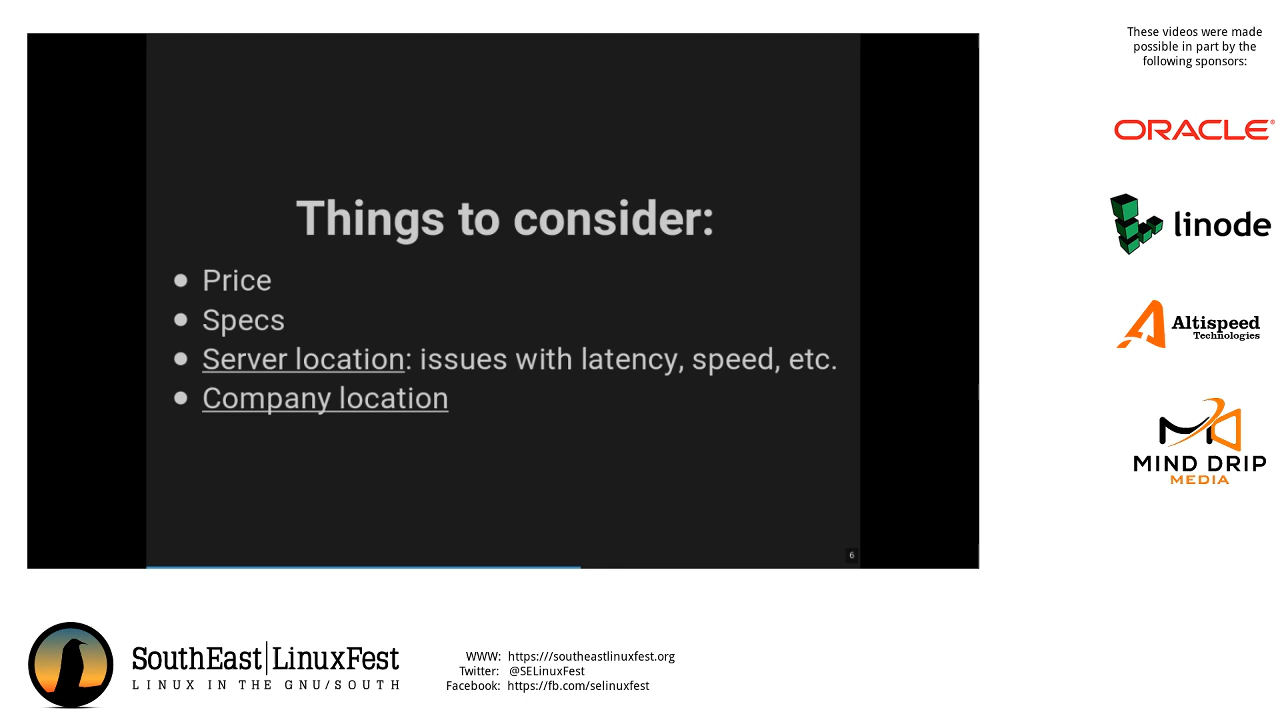 These videos were made
possible in part by the
following sponsors:
ORACLE®
linode
Altispeed
Technologies
MIND DRIP
MEDIA
Things to consider:
● Price
● Specs
● Server location: issues with latency, speed, etc.
● Company location
6
SouthEast|LinuxFest
LINUX IN THE GNU/SOUTH
WWW: https:///southeastlinuxfest.org
Twitter: @SELinuxFest
Facebook: https://fb.com/selinuxfest